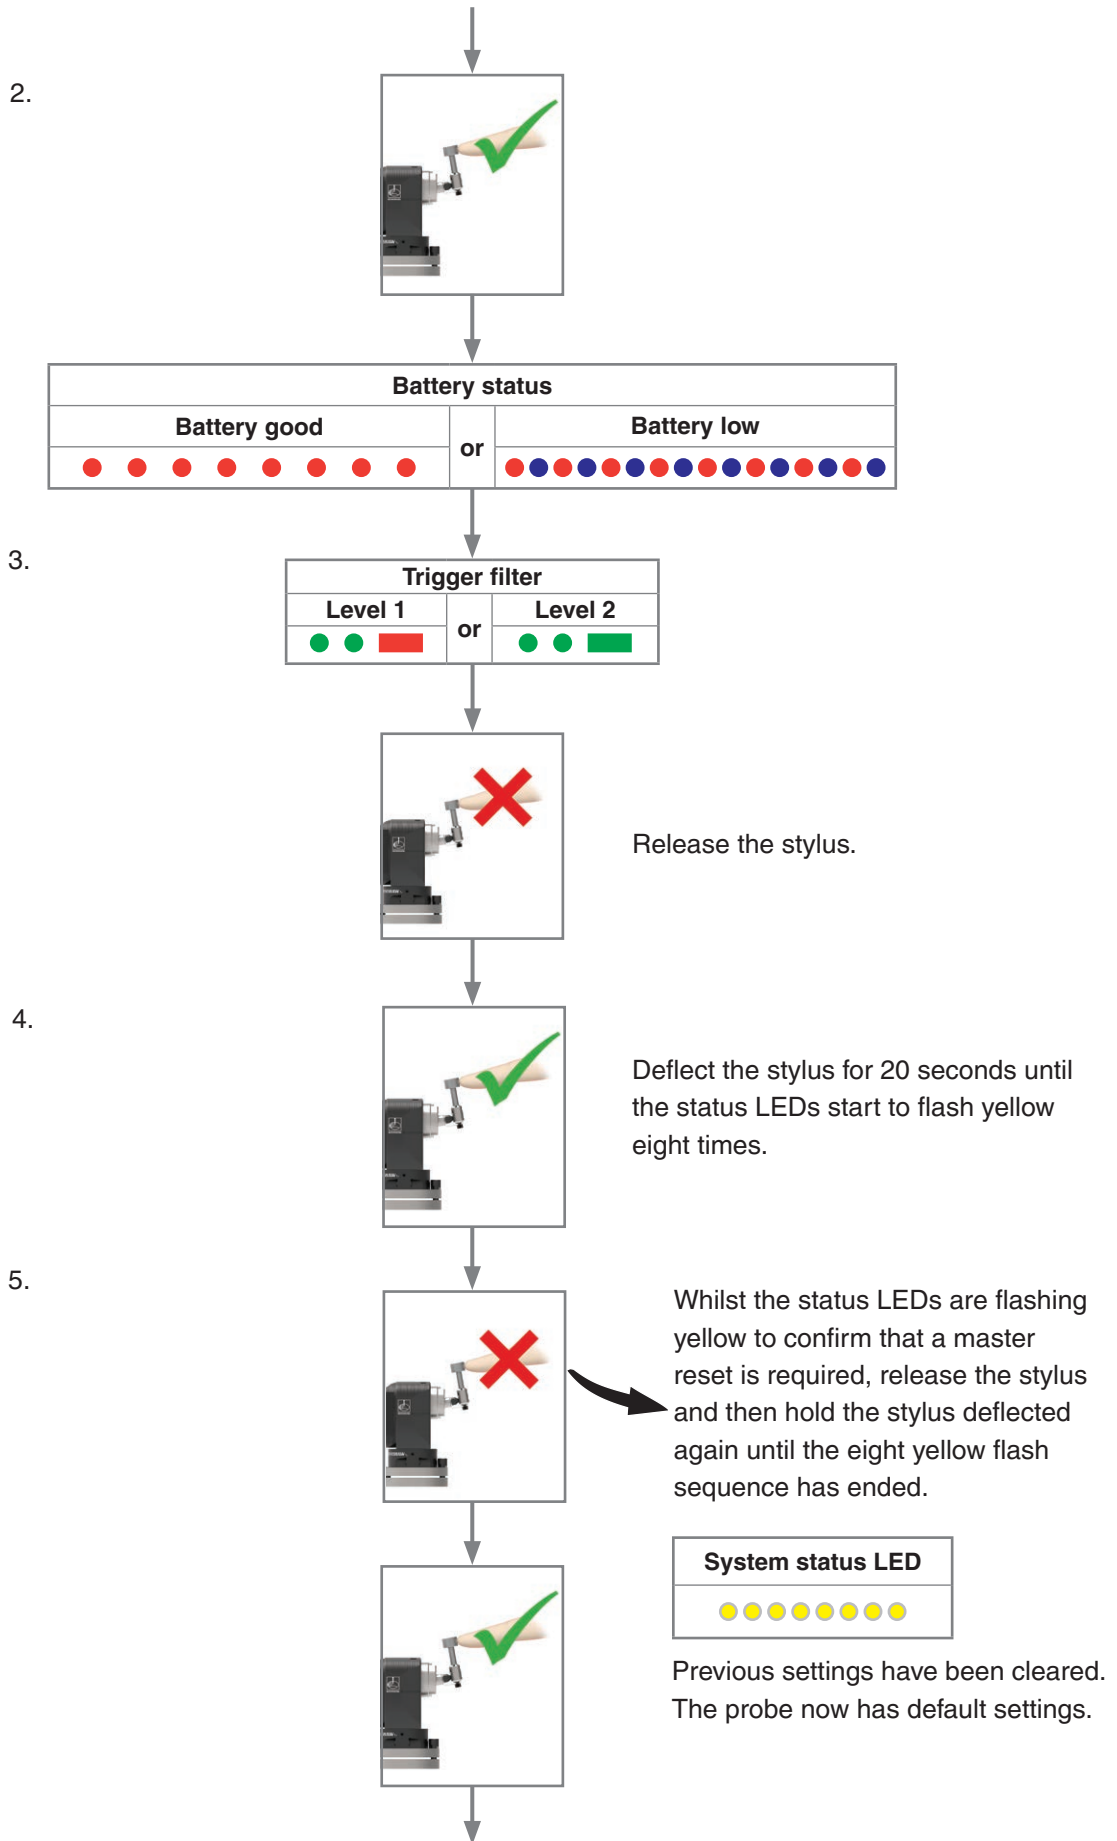 2.
Battery status
Battery good
or
Battery low
3.
Trigger filter
Level 1
or
Level 2
Release the stylus.
4.
Deflect the stylus for 20 seconds until
the status LEDs start to flash yellow
eight times.
5.
Whilst the status LEDs are flashing
yellow to confirm that a master
reset is required, release the stylus
and then hold the stylus deflected
again until the eight yellow flash
sequence has ended.
System status LED
Previous settings have been cleared.
The probe now has default settings.